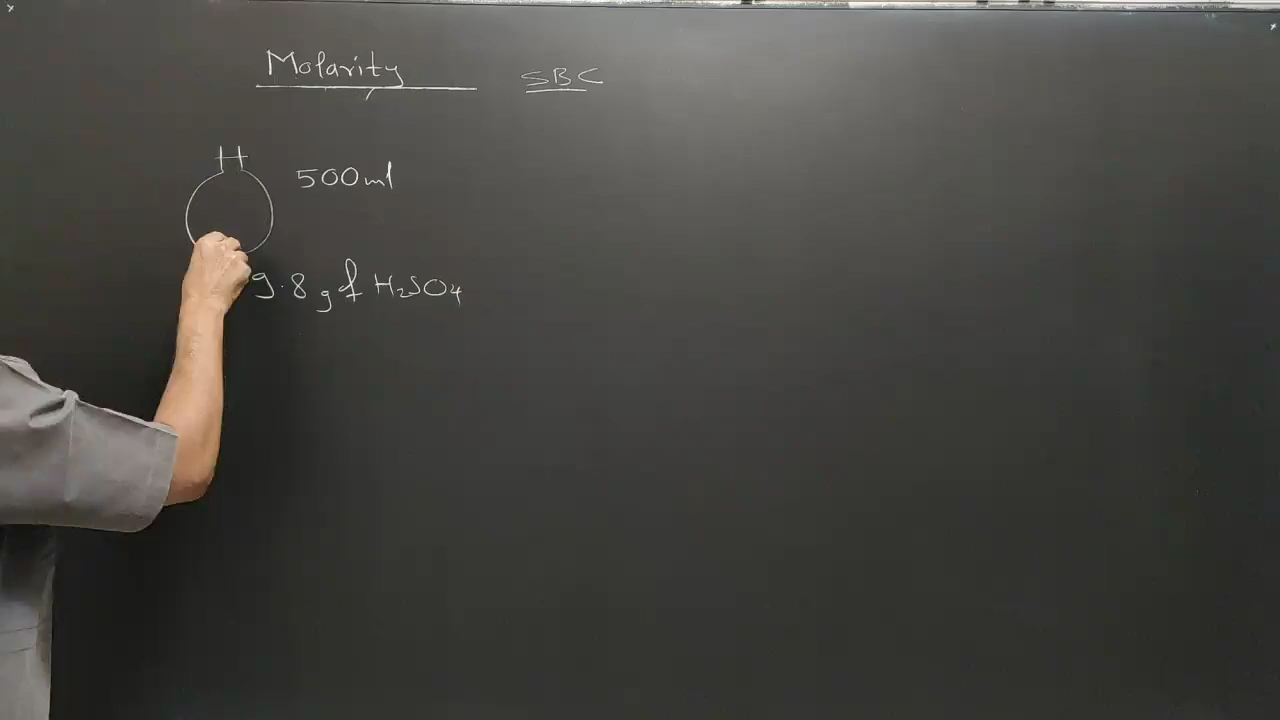 Molarity SBC
500ml
9.8 g of H₂SO₄